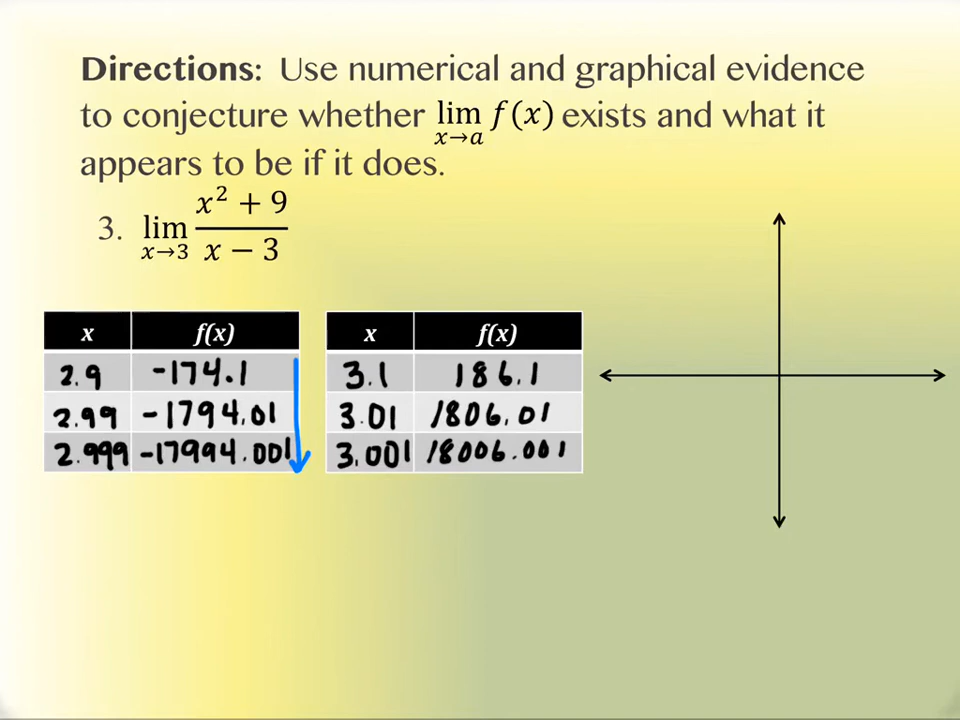 Directions: Use numerical and graphical evidence
to conjecture whether lim x→a f(x) exists and what it
appears to be if it does.
3. lim x→3 (x² + 9)/(x − 3)
x f(x) x f(x)
2.9 -174.1 3.1 186.1
2.99 -1794.01 3.01 1806.01
2.999 -17994.001 3.001 18006.001